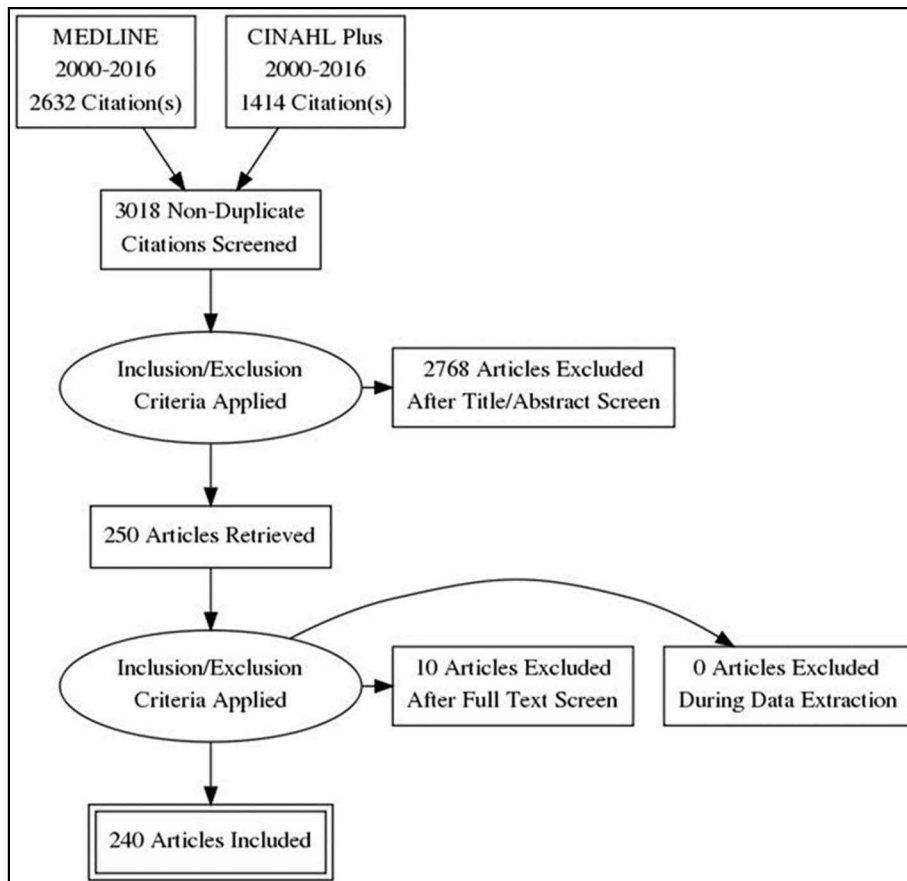 MEDLINE
2000-2016
2632 Citation(s)
CINAHL Plus
2000-2016
1414 Citation(s)
3018 Non-Duplicate
Citations Screened
Inclusion/Exclusion
Criteria Applied
2768 Articles Excluded
After Title/Abstract Screen
250 Articles Retrieved
Inclusion/Exclusion
Criteria Applied
10 Articles Excluded
After Full Text Screen
0 Articles Excluded
During Data Extraction
240 Articles Included